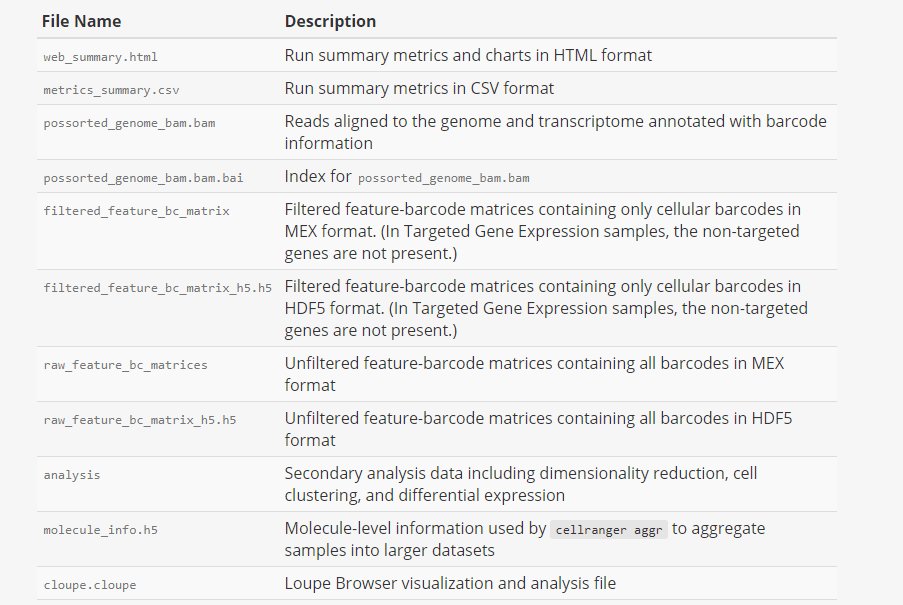 File Name Description
web_summary.html Run summary metrics and charts in HTML format
metrics_summary.csv Run summary metrics in CSV format
possorted_genome_bam.bam Reads aligned to the genome and transcriptome annotated with barcode
information
possorted_genome_bam.bam.bai Index for possorted_genome_bam.bam
filtered_feature_bc_matrix Filtered feature-barcode matrices containing only cellular barcodes in
MEX format. (In Targeted Gene Expression samples, the non-targeted
genes are not present.)
filtered_feature_bc_matrix_h5.h5 Filtered feature-barcode matrices containing only cellular barcodes in
HDF5 format. (In Targeted Gene Expression samples, the non-targeted
genes are not present.)
raw_feature_bc_matrices Unfiltered feature-barcode matrices containing all barcodes in MEX
format
raw_feature_bc_matrix_h5.h5 Unfiltered feature-barcode matrices containing all barcodes in HDF5
format
analysis Secondary analysis data including dimensionality reduction, cell
clustering, and differential expression
molecule_info.h5 Molecule-level information used by cellranger aggr to aggregate
samples into larger datasets
cloupe.cloupe Loupe Browser visualization and analysis file